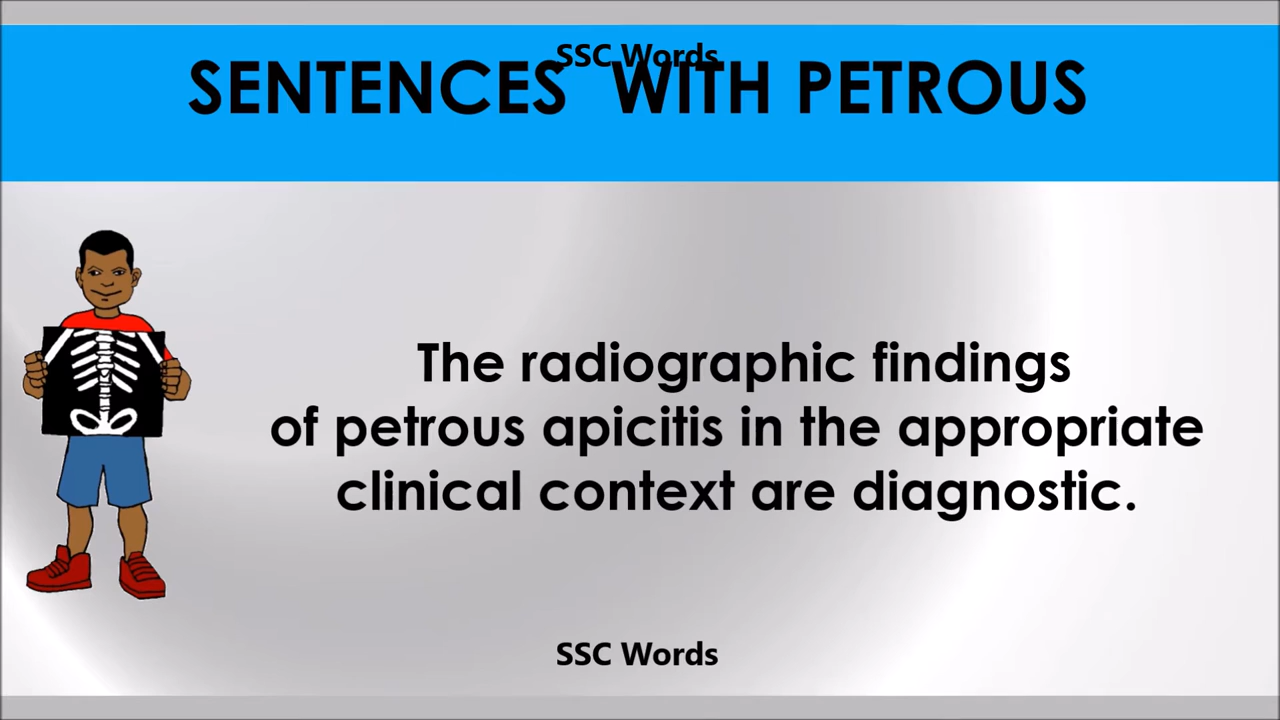 SSC Words
SENTENCES WITH PETROUS
The radiographic findings
of petrous apicitis in the appropriate
clinical context are diagnostic.
SSC Words